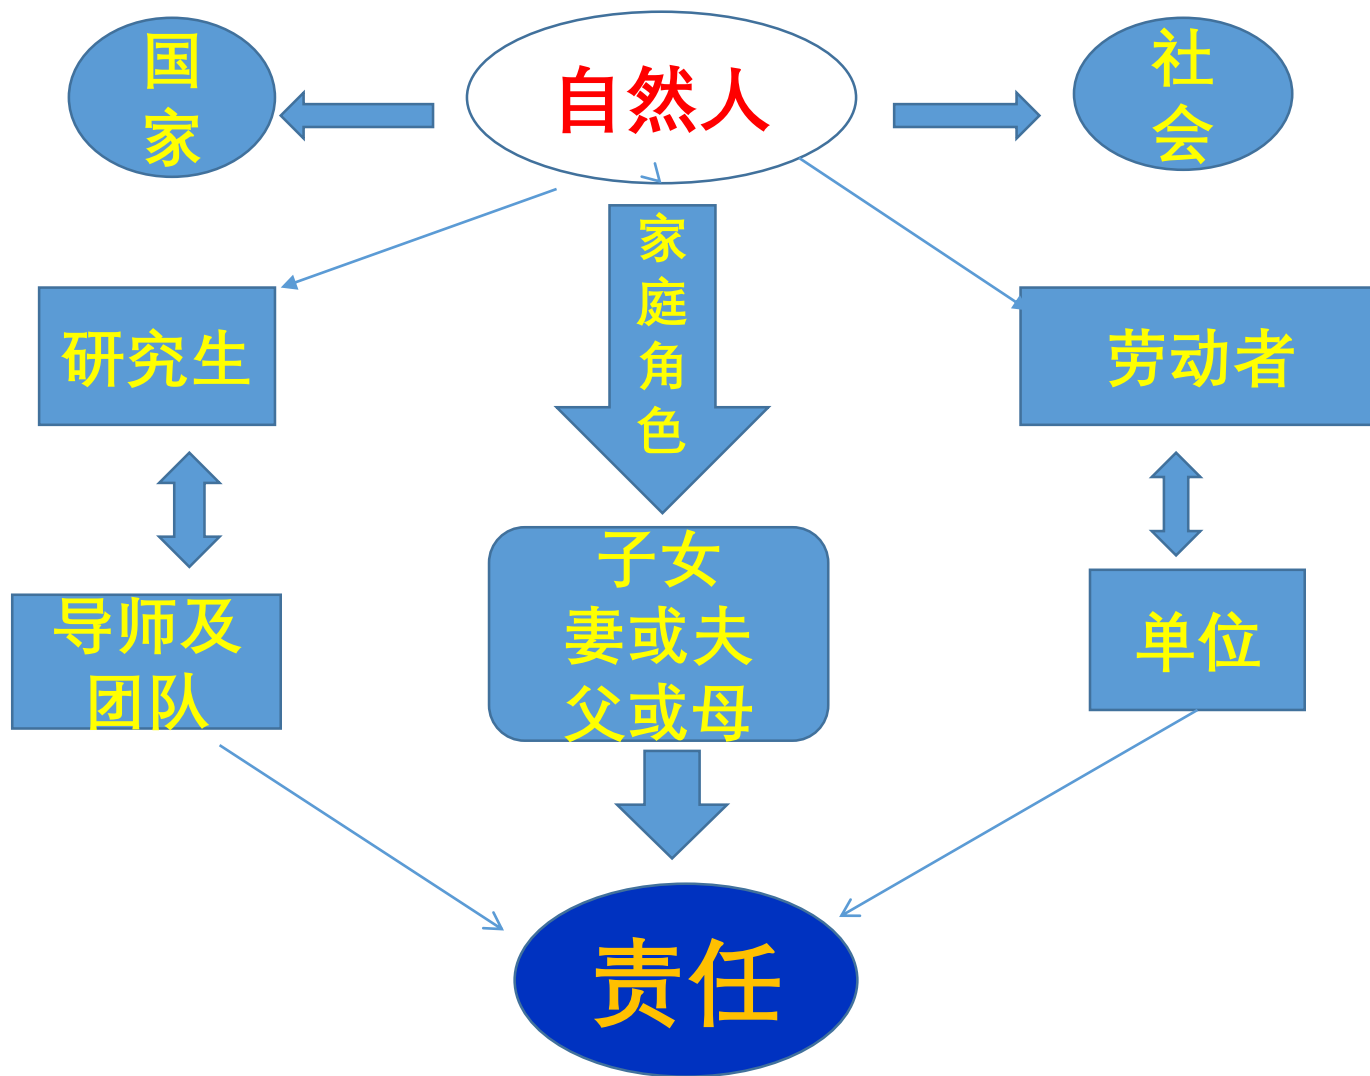 国
家
自然人
社
会
家
庭
角
色
研究生
劳动者
子女
妻或夫
父或母
导师及
团队
单位
责任